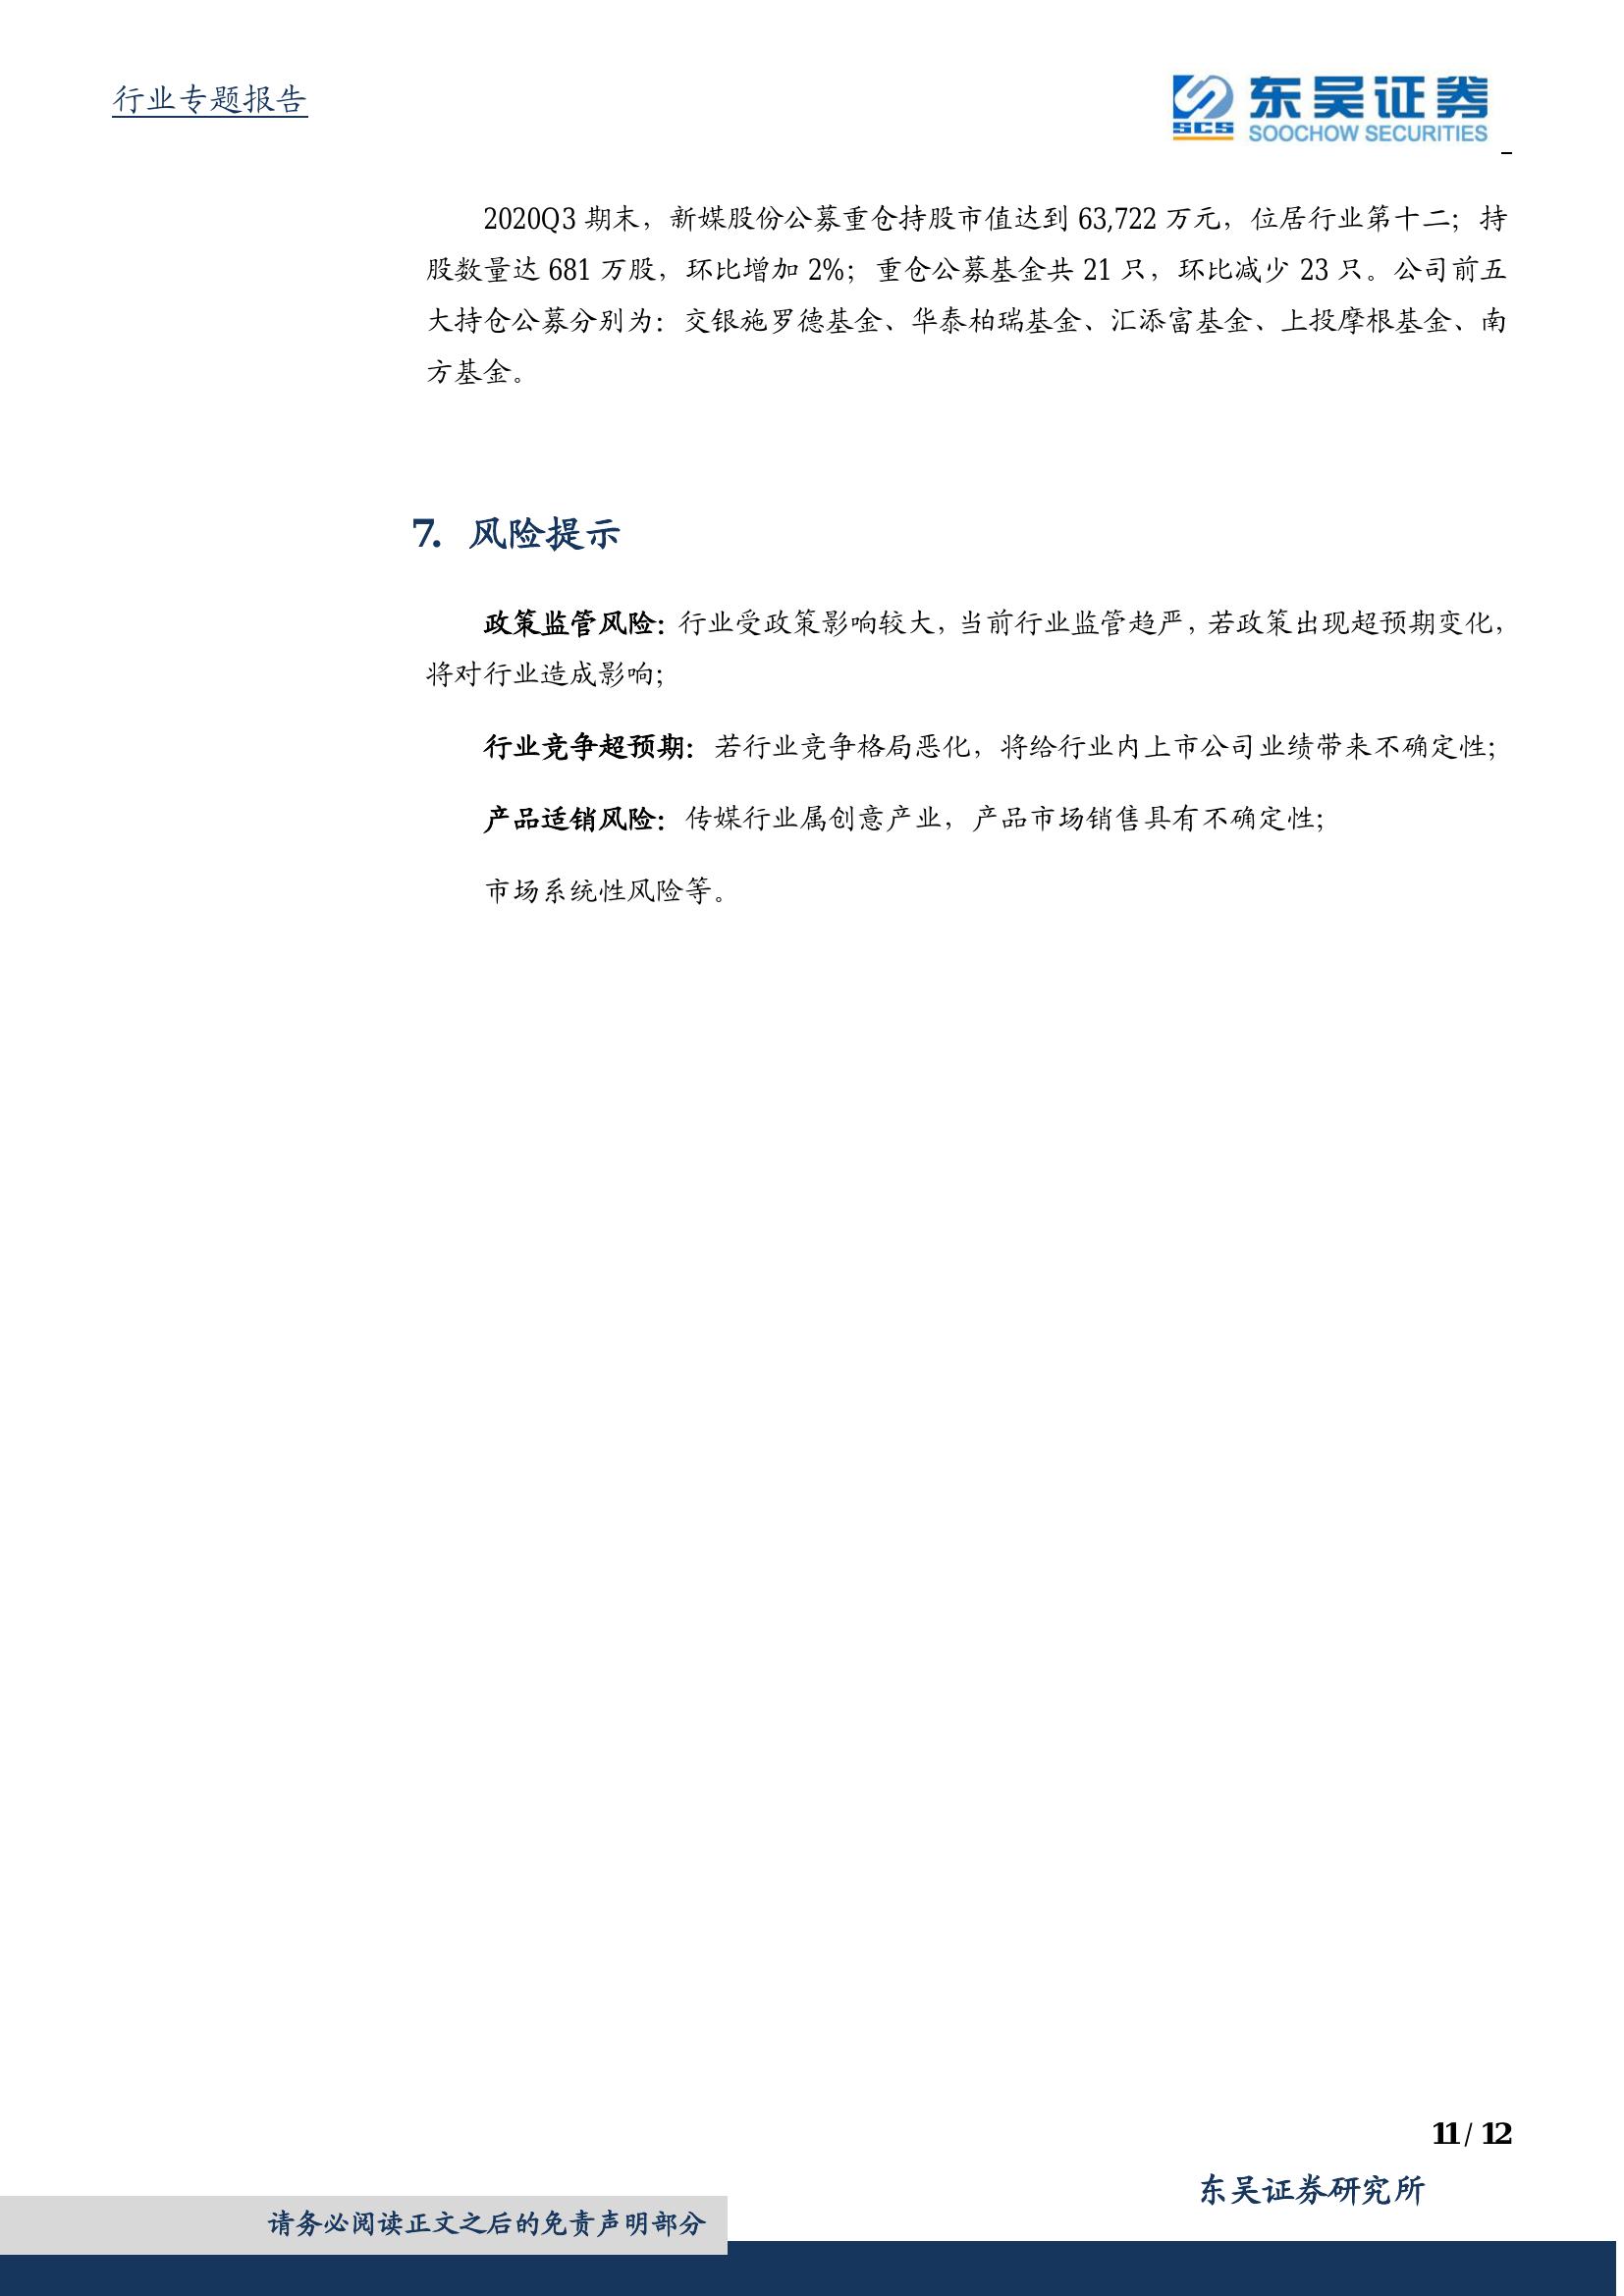 行业专题报告
SCS 东吴证券
SOOCHOW SECURITIES
2020Q3 期末，新媒股份公募重仓持股市值达到 63,722 万元，位居行业第十二；持
股数量达 681 万股，环比增加 2%；重仓公募基金共 21 只，环比减少 23 只。公司前五
大持仓公募分别为：交银施罗德基金、华泰柏瑞基金、汇添富基金、上投摩根基金、南
方基金。
7. 风险提示
政策监管风险：行业受政策影响较大，当前行业监管趋严，若政策出现超预期变化，
将对行业造成影响；
行业竞争超预期：若行业竞争格局恶化，将给行业内上市公司业绩带来不确定性；
产品适销风险：传媒行业属创意产业，产品市场销售具有不确定性；
市场系统性风险等。
11 / 12
东吴证券研究所
请务必阅读正文之后的免责声明部分